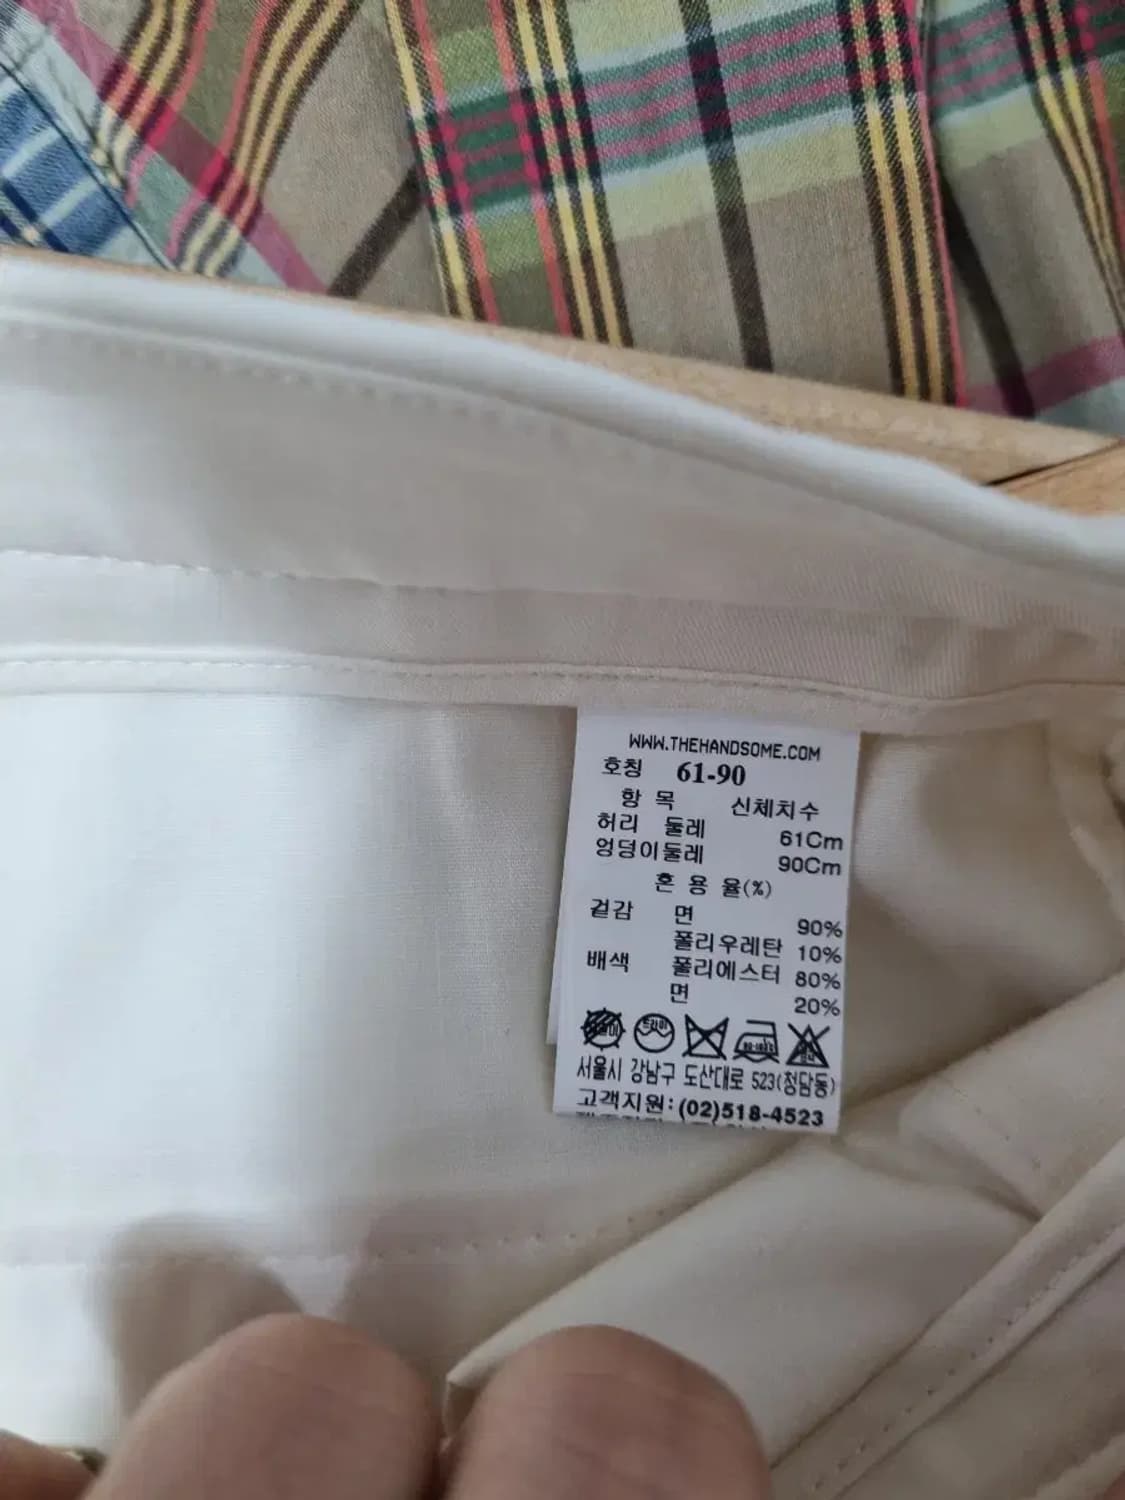 WWW.THEHANDSOME.COM
호칭 61-90
항 목 신체치수
허리 둘레 61Cm
엉덩이둘레 90Cm
혼 용 율(%)
겉감 면 90%
폴리우레탄 10%
배색 폴리에스터 80%
면 20%
드라이
서울시 강남구 도산대로 523(청담동)
고객지원:(02)518-4523